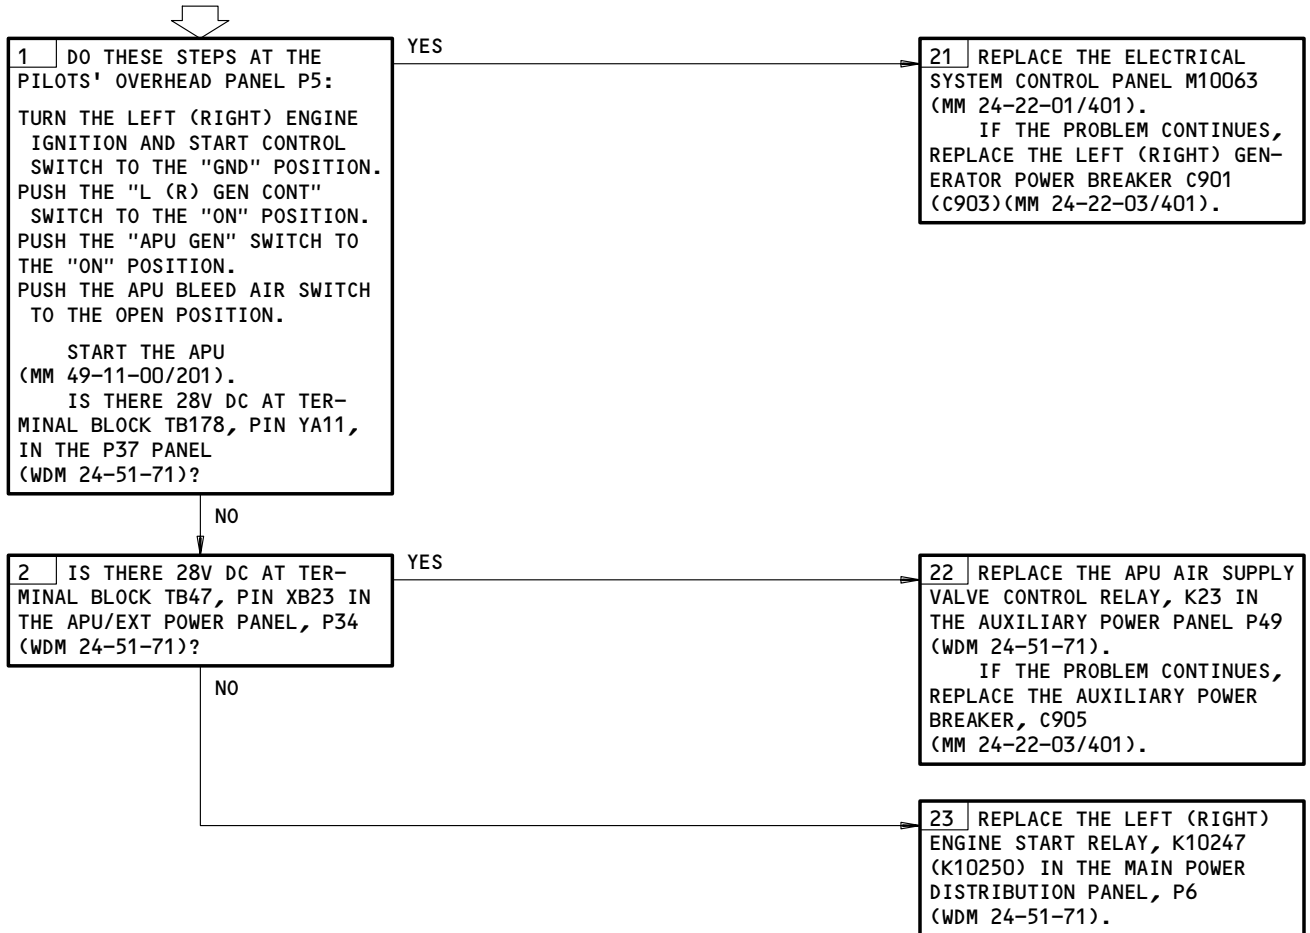 1 DO THESE STEPS AT THE
PILOTS' OVERHEAD PANEL P5:
TURN THE LEFT (RIGHT) ENGINE
IGNITION AND START CONTROL
SWITCH TO THE "GND" POSITION.
PUSH THE "L (R) GEN CONT"
SWITCH TO THE "ON" POSITION.
PUSH THE "APU GEN" SWITCH TO
THE "ON" POSITION.
PUSH THE APU BLEED AIR SWITCH
TO THE OPEN POSITION.
START THE APU
(MM 49-11-00/201).
IS THERE 28V DC AT TER-
MINAL BLOCK TB178, PIN YA11,
IN THE P37 PANEL
(WDM 24-51-71)?
YES
21 REPLACE THE ELECTRICAL
SYSTEM CONTROL PANEL M10063
(MM 24-22-01/401).
IF THE PROBLEM CONTINUES,
REPLACE THE LEFT (RIGHT) GEN-
ERATOR POWER BREAKER C901
(C903)(MM 24-22-03/401).
NO
2 IS THERE 28V DC AT TER-
MINAL BLOCK TB47, PIN XB23 IN
THE APU/EXT POWER PANEL, P34
(WDM 24-51-71)?
YES
22 REPLACE THE APU AIR SUPPLY
VALVE CONTROL RELAY, K23 IN
THE AUXILIARY POWER PANEL P49
(WDM 24-51-71).
IF THE PROBLEM CONTINUES,
REPLACE THE AUXILIARY POWER
BREAKER, C905
(MM 24-22-03/401).
NO
23 REPLACE THE LEFT (RIGHT)
ENGINE START RELAY, K10247
(K10250) IN THE MAIN POWER
DISTRIBUTION PANEL, P6
(WDM 24-51-71).